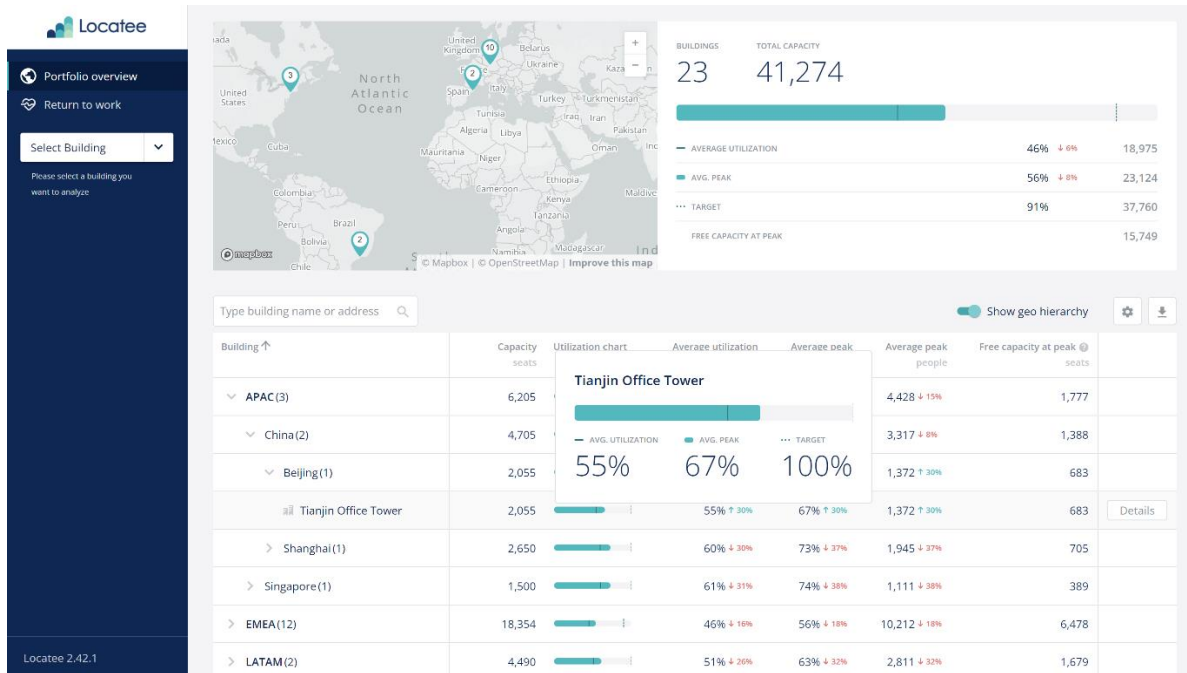 Locatee
Portfolio overview
Return to work
Select Building
Please select a building you
want to analyze
Locatee 2.42.1
United
Kingdom
10
Belarus
Ukraine
3
North
Atlantic
Ocean
United
States
2
Spain
Italy
Turkey
Turkmenistan
Tunisia
Iraq
Iran
Algeria
Libya
Pakistan
Cuba
Mauritania
Oman
Niger
Ethiopia
Colombia
Cameroon
Kenya
Maldive
Tanzania
Peru
Brazil
Angola
Bolivia
2
Madagascar
Namibia
Chile
mapbox
© Mapbox | © OpenStreetMap | Improve this map
+
−
BUILDINGS TOTAL CAPACITY
23 41,274
AVERAGE UTILIZATION 46% ↓ 6% 18,975
AVG. PEAK 56% ↓ 8% 23,124
TARGET 91% 37,760
FREE CAPACITY AT PEAK 15,749
Type building name or address
Show geo hierarchy
Building ↑ Capacity Utilization chart Average utilization Average peak Average peak Free capacity at peak
seats people seats
APAC (3) 6,205 4,428 ↓ 15% 1,777
China (2) 4,705 3,317 ↓ 8% 1,388
Beijing (1) 2,055 1,372 ↑ 30% 683
Tianjin Office Tower
AVG. UTILIZATION AVG. PEAK TARGET
55% 67% 100%
Tianjin Office Tower 2,055 55% ↑ 30% 67% ↑ 30% 1,372 ↑ 30% 683 Details
Shanghai (1) 2,650 60% ↓ 30% 73% ↓ 37% 1,945 ↓ 37% 705
Singapore (1) 1,500 61% ↓ 31% 74% ↓ 38% 1,111 ↓ 38% 389
EMEA (12) 18,354 46% ↓ 16% 56% ↓ 18% 10,212 ↓ 18% 6,478
LATAM (2) 4,490 51% ↓ 26% 63% ↓ 32% 2,811 ↓ 32% 1,679